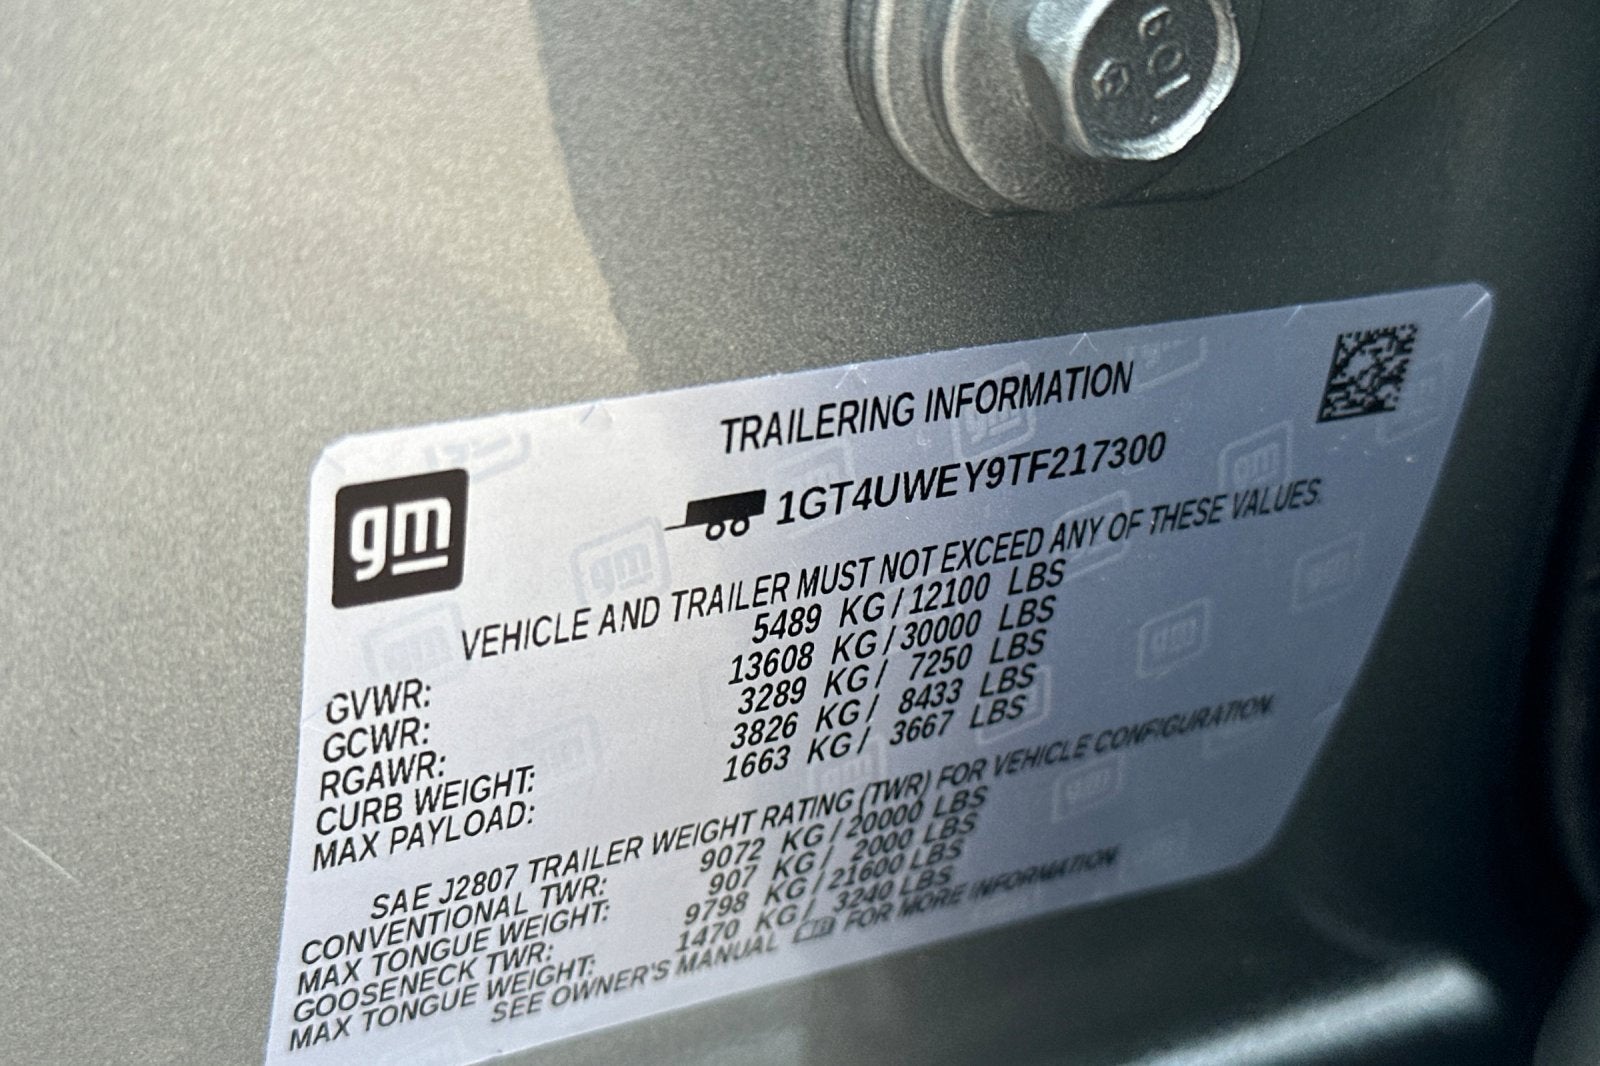 10.9
TRAILERING INFORMATION
gm
1GT4UWEY9TF217300
VEHICLE AND TRAILER MUST NOT EXCEED ANY OF THESE VALUES.
GVWR: 5489 KG/12100 LBS
GCWR: 13608 KG/30000 LBS
RGAWR: 3289 KG/ 7250 LBS
CURB WEIGHT: 3826 KG/ 8433 LBS
MAX PAYLOAD: 1663 KG/ 3667 LBS
SAE J2807 TRAILER WEIGHT RATING (TWR) FOR VEHICLE CONFIGURATION.
CONVENTIONAL TWR: 9072 KG/20000 LBS
MAX TONGUE WEIGHT: 907 KG/ 2000 LBS
GOOSENECK TWR: 9798 KG/21600 LBS
MAX TONGUE WEIGHT: 1470 KG/ 3240 LBS
SEE OWNER'S MANUAL FOR MORE INFORMATION